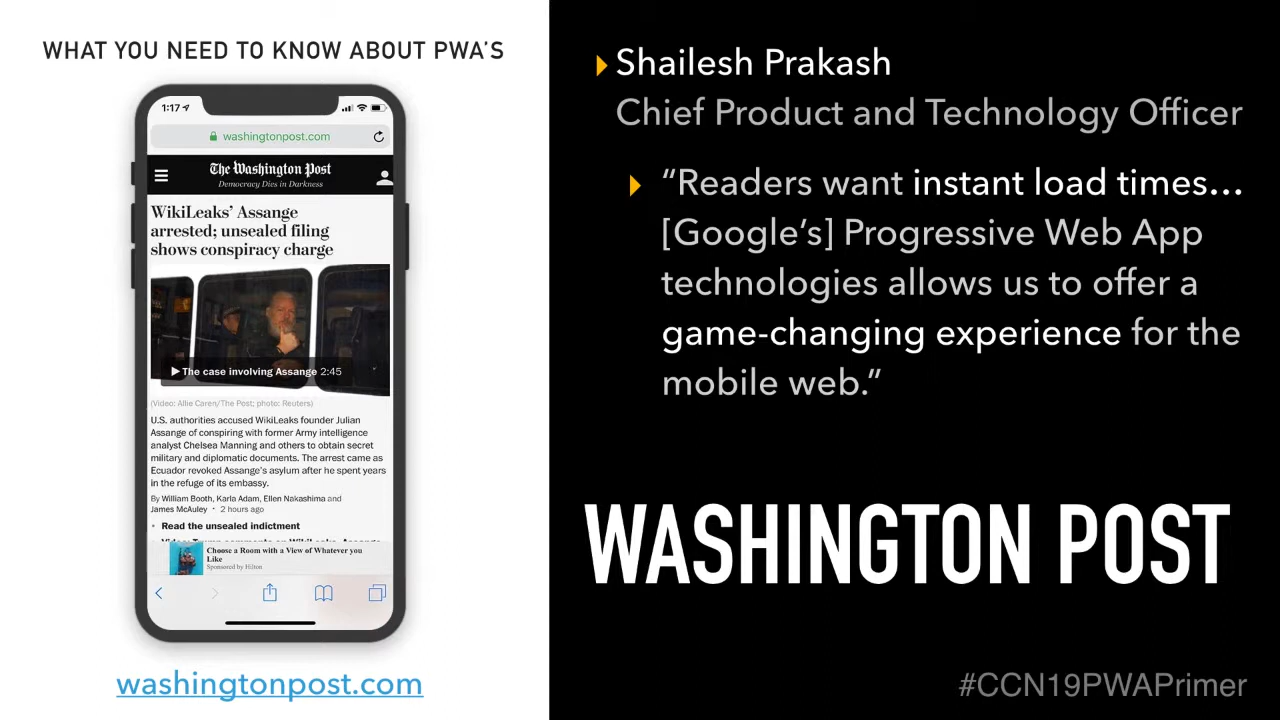 WHAT YOU NEED TO KNOW ABOUT PWA'S
1:17
washingtonpost.com
The Washington Post
Democracy Dies in Darkness
WikiLeaks' Assange
arrested; unsealed filing
shows conspiracy charge
The case involving Assange 2:45
(Video: Allie Caren/The Post; photo: Reuters)
U.S. authorities accused WikiLeaks founder Julian
Assange of conspiring with former Army intelligence
analyst Chelsea Manning and others to obtain secret
military and diplomatic documents. The arrest came as
Ecuador revoked Assange's asylum after he spent years
in the refuge of its embassy.
By William Booth, Karla Adam, Ellen Nakashima and
James McAuley • 2 hours ago
• Read the unsealed indictment
Choose a Room with a View of Whatever you
Like
Sponsored by Hilton
washingtonpost.com
Shailesh Prakash
Chief Product and Technology Officer
“Readers want instant load times…
[Google’s] Progressive Web App
technologies allows us to offer a
game-changing experience for the
mobile web.”
WASHINGTON POST
#CCN19PWAPrimer